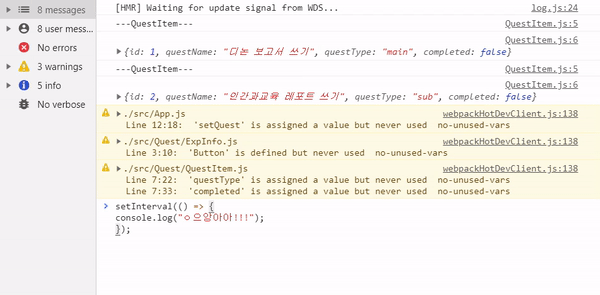 8 messages
8 user mess...
No errors
3 warnings
5 info
No verbose
[HMR] Waiting for update signal from WDS... log.js:24
---QuestItem--- QuestItem.js:5
QuestItem.js:6
{id: 1, questName: "디논 보고서 쓰기", questType: "main", completed: false}
---QuestItem--- QuestItem.js:5
QuestItem.js:6
{id: 2, questName: "인간과교육 레포트 쓰기", questType: "sub", completed: false}
./src/App.js webpackHotDevClient.js:138
Line 12:18: 'setQuest' is assigned a value but never used no-unused-vars
./src/Quest/ExpInfo.js webpackHotDevClient.js:138
Line 3:10: 'Button' is defined but never used no-unused-vars
./src/Quest/QuestItem.js webpackHotDevClient.js:138
Line 7:22: 'questType' is assigned a value but never used no-unused-vars
Line 7:33: 'completed' is assigned a value but never used no-unused-vars
> setInterval(() => {
console.log("ㅇ으앙아아!!!");
});